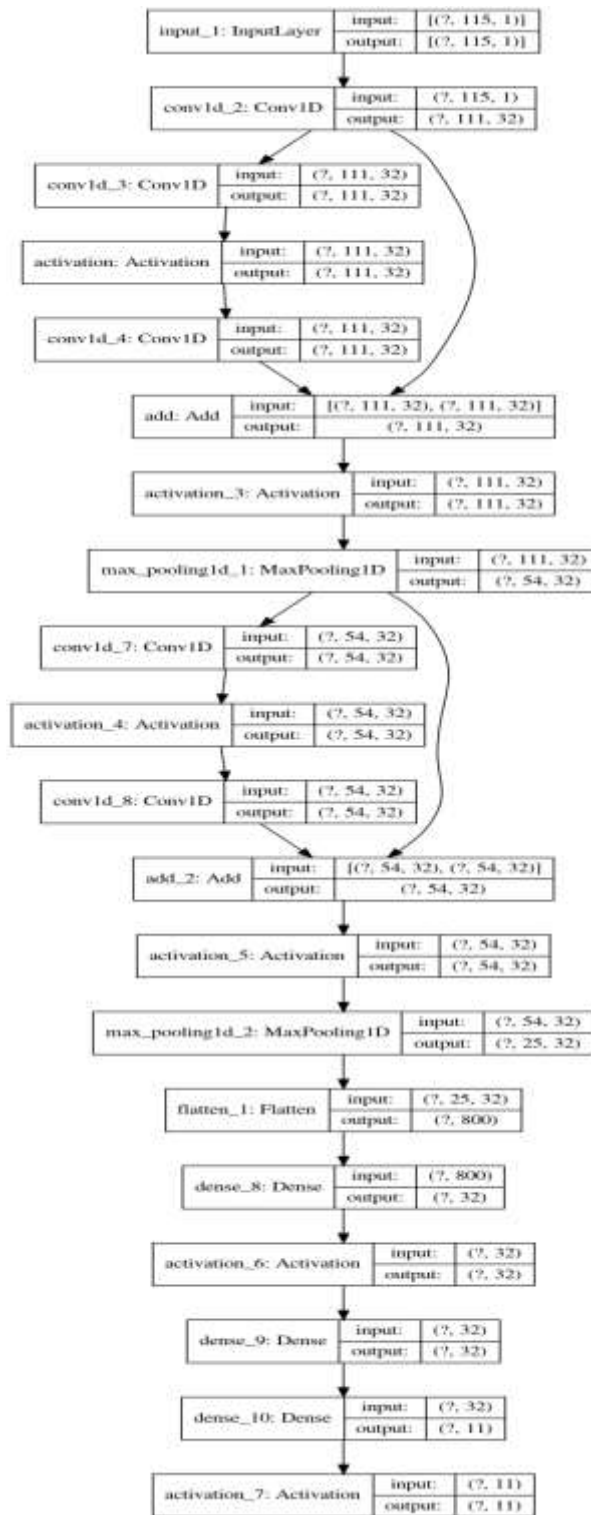 input_1: InputLayer
input: [(?, 115, 1)]
output: [(?, 115, 1)]
conv1d_2: Conv1D
input: (?, 115, 1)
output: (?, 111, 32)
conv1d_3: Conv1D
input: (?, 111, 32)
output: (?, 111, 32)
activation: Activation
input: (?, 111, 32)
output: (?, 111, 32)
conv1d_4: Conv1D
input: (?, 111, 32)
output: (?, 111, 32)
add: Add
input: [(?, 111, 32), (?, 111, 32)]
output: (?, 111, 32)
activation_3: Activation
input: (?, 111, 32)
output: (?, 111, 32)
max_pooling1d_1: MaxPooling1D
input: (?, 111, 32)
output: (?, 54, 32)
conv1d_7: Conv1D
input: (?, 54, 32)
output: (?, 54, 32)
activation_4: Activation
input: (?, 54, 32)
output: (?, 54, 32)
conv1d_8: Conv1D
input: (?, 54, 32)
output: (?, 54, 32)
add_2: Add
input: [(?, 54, 32), (?, 54, 32)]
output: (?, 54, 32)
activation_5: Activation
input: (?, 54, 32)
output: (?, 54, 32)
max_pooling1d_2: MaxPooling1D
input: (?, 54, 32)
output: (?, 25, 32)
flatten_1: Flatten
input: (?, 25, 32)
output: (?, 800)
dense_8: Dense
input: (?, 800)
output: (?, 32)
activation_6: Activation
input: (?, 32)
output: (?, 32)
dense_9: Dense
input: (?, 32)
output: (?, 32)
dense_10: Dense
input: (?, 32)
output: (?, 11)
activation_7: Activation
input: (?, 11)
output: (?, 11)